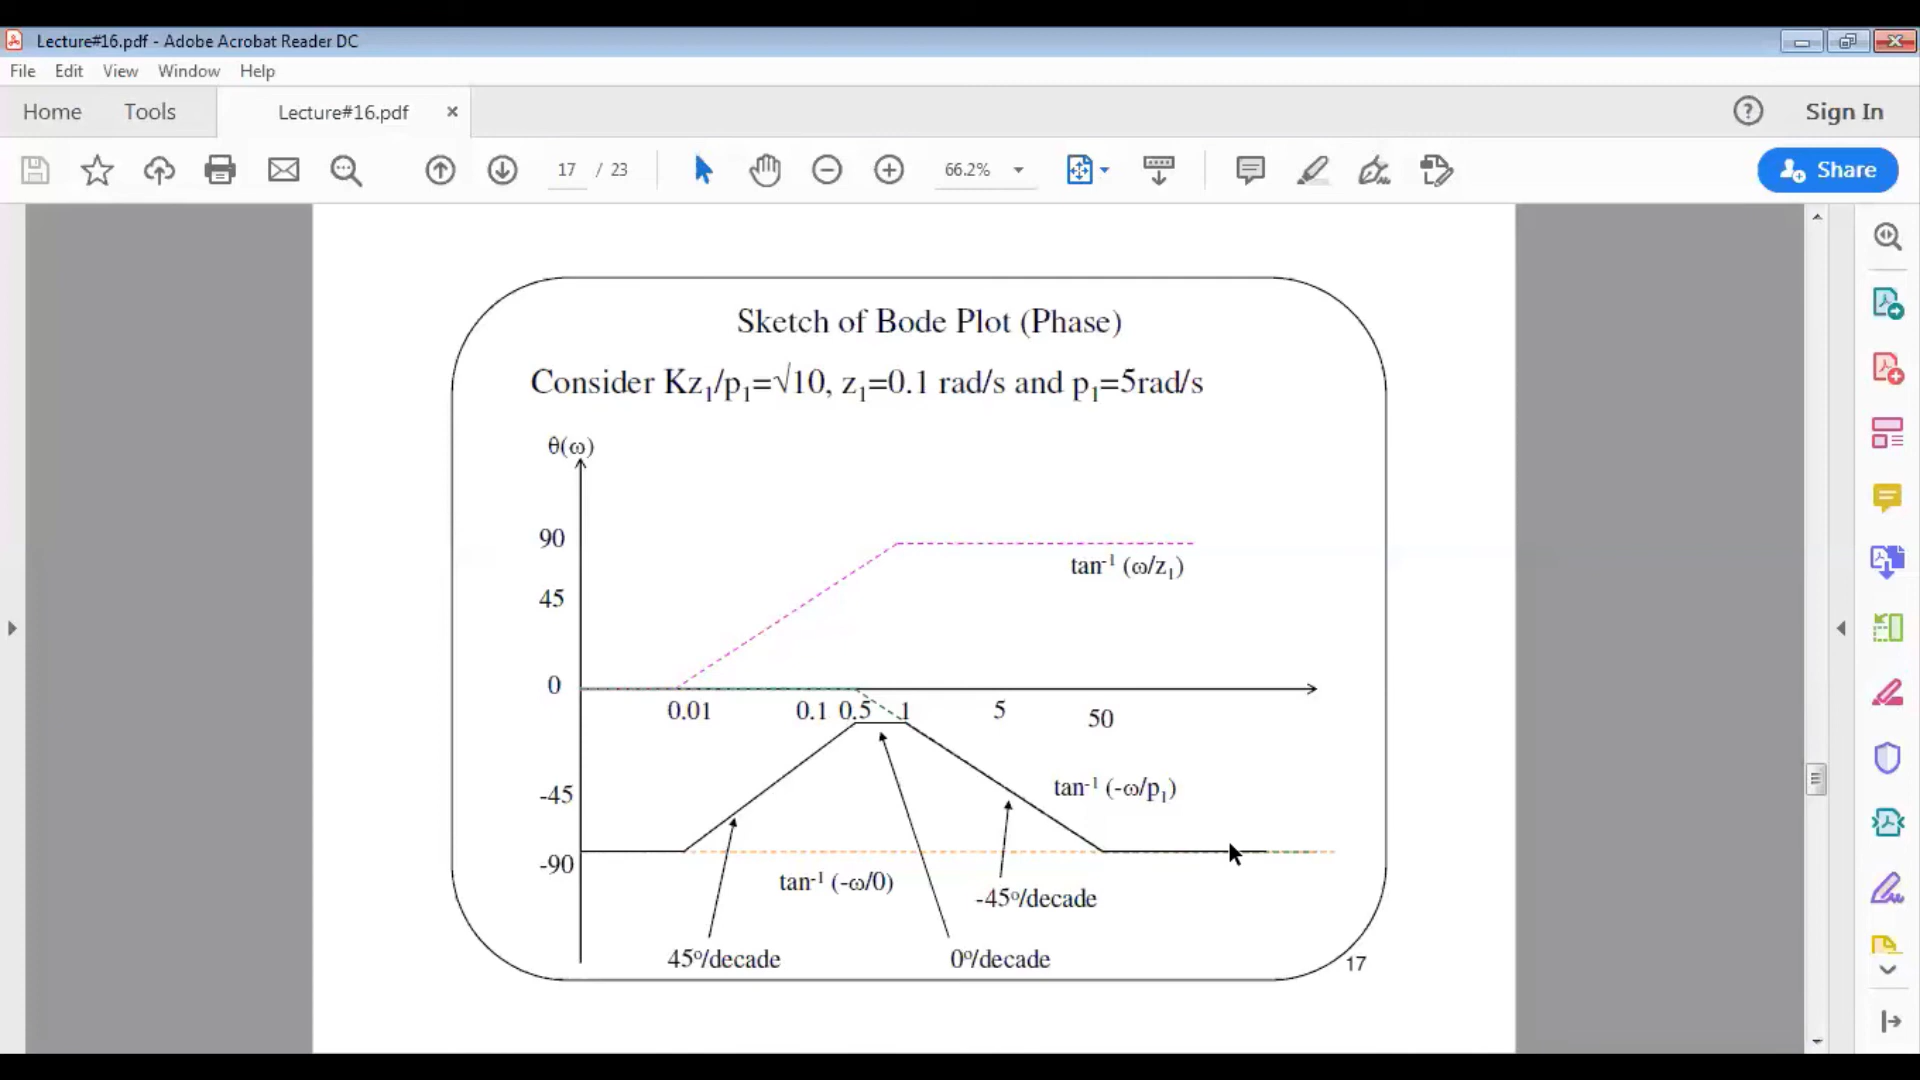 Lecture#16.pdf - Adobe Acrobat Reader DC
File Edit View Window Help
Home Tools Lecture#16.pdf × ? Sign In
17 / 23 66.2% Share
Sketch of Bode Plot (Phase)
Consider Kz₁/p₁=√10, z₁=0.1 rad/s and p₁=5rad/s
θ(ω)
90
tan⁻¹ (ω/z₁)
45
0
0.01 0.1 0.5 1 5 50
-45
tan⁻¹ (-ω/p₁)
-90
tan⁻¹ (-ω/0)
-45º/decade
45º/decade 0º/decade
17